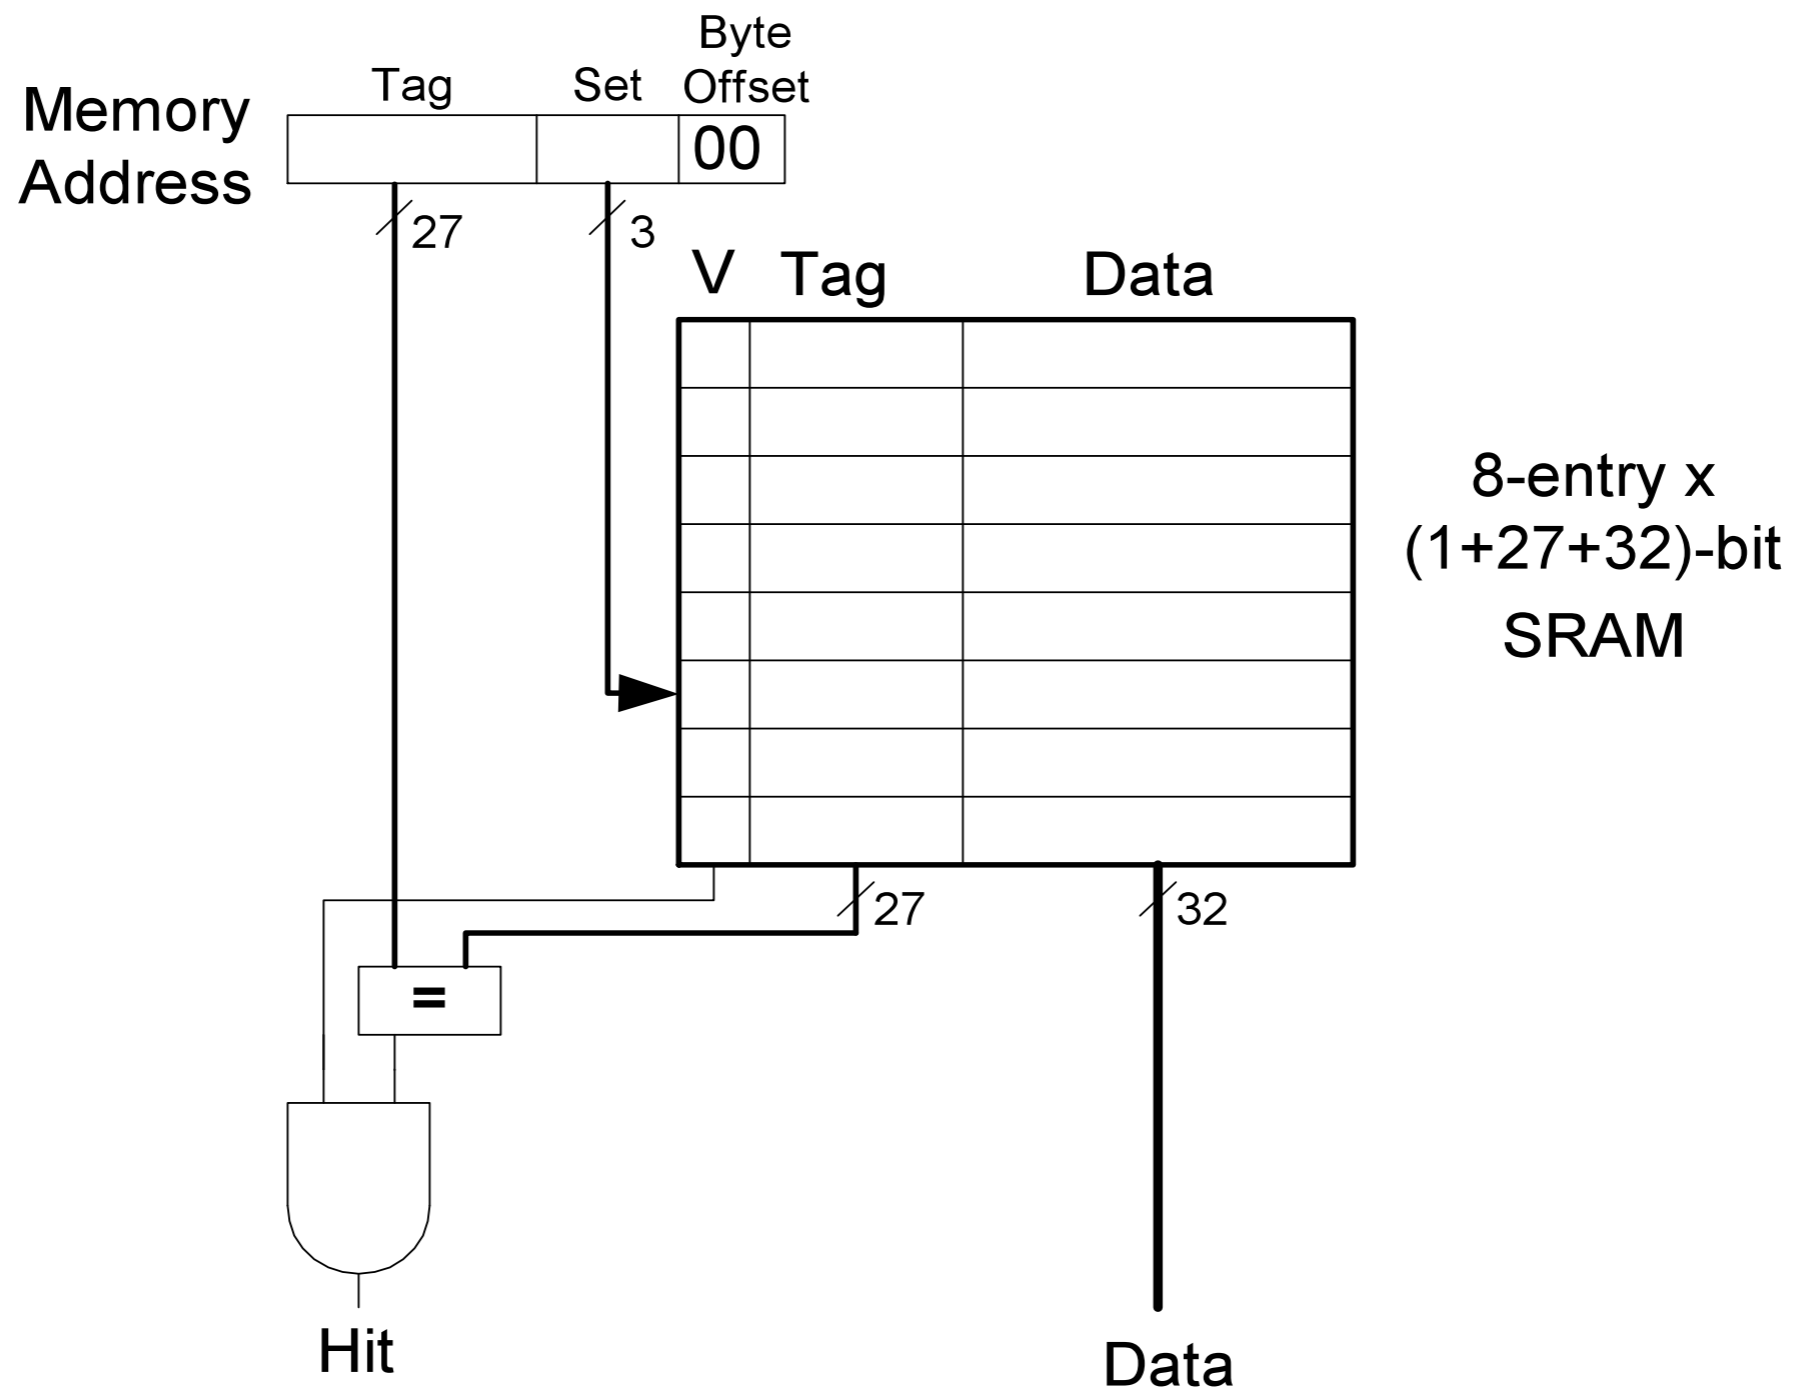 Byte
Tag Set Offset
Memory
Address
00
27 3
V Tag Data
8-entry x
(1+27+32)-bit
SRAM
27 32
=
Hit Data